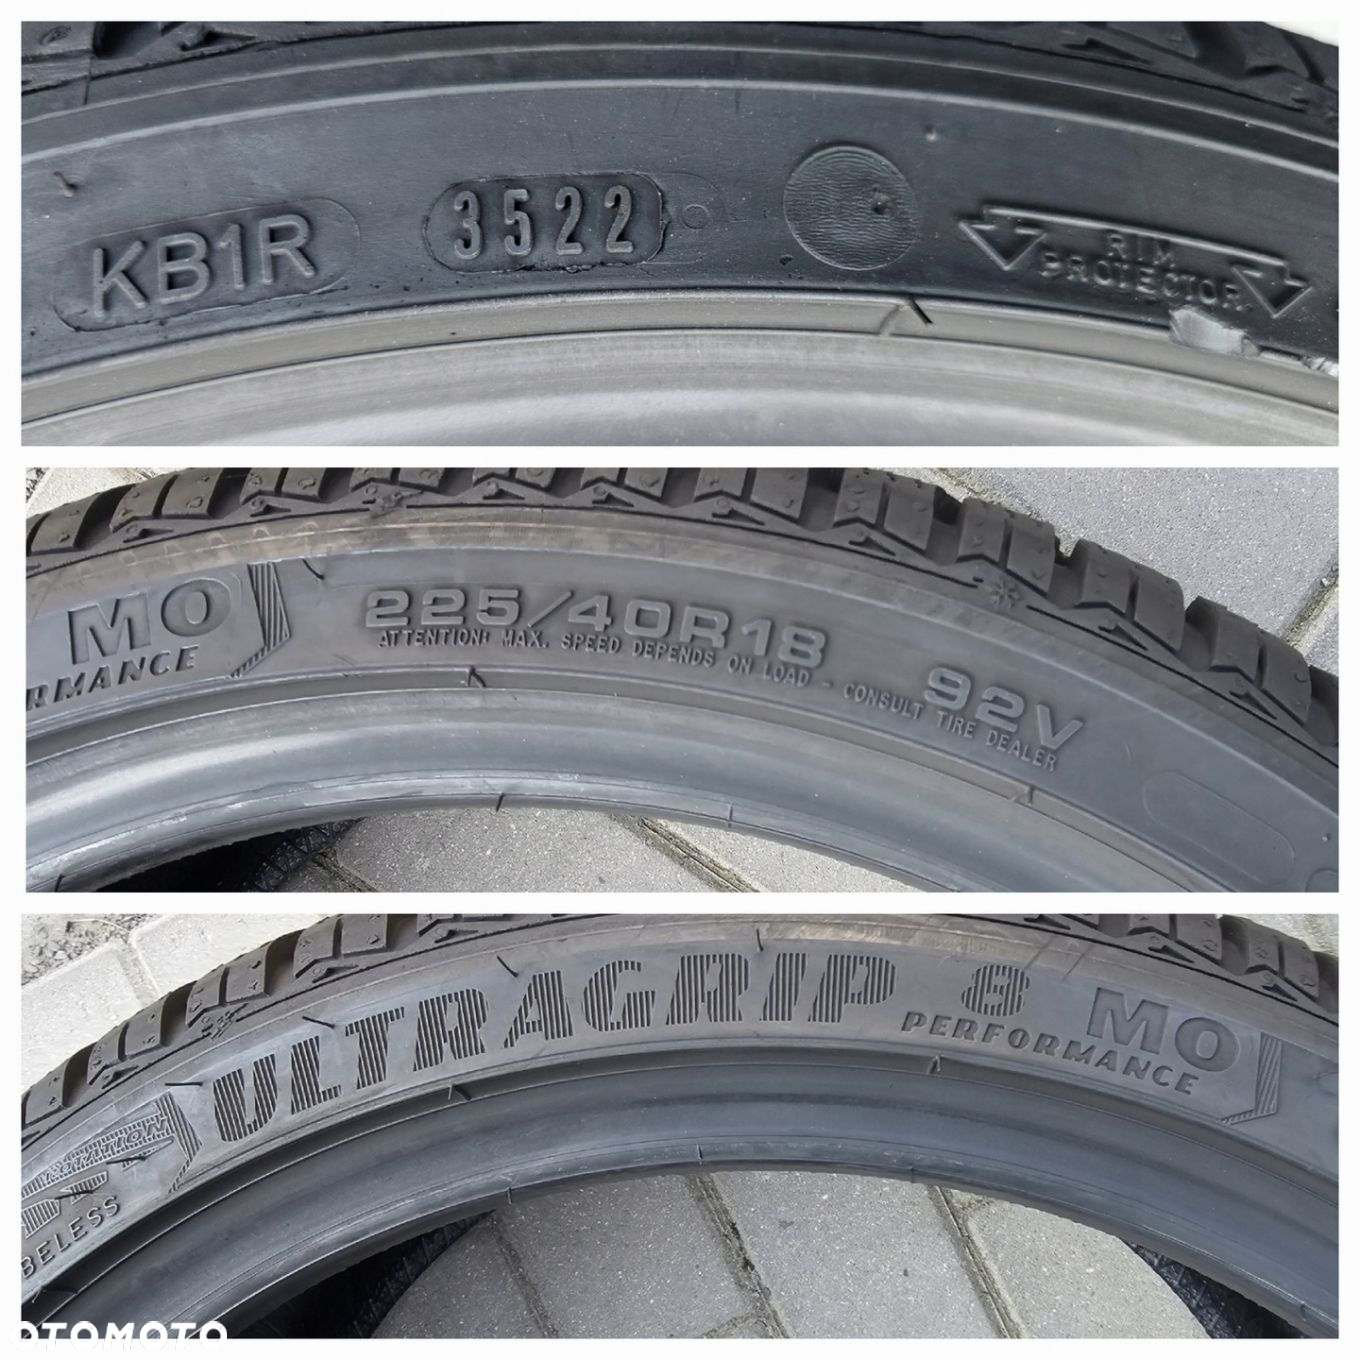 KB1R 3522
RIM
PROTECTOR
MO
RMANCE
225/40R18 92V
ATTENTION: MAX. SPEED DEPENDS ON LOAD - CONSULT TIRE DEALER
ULTRAGRIP 8 MO
PERFORMANCE
ROTATION
BELESS
OTOMOTO